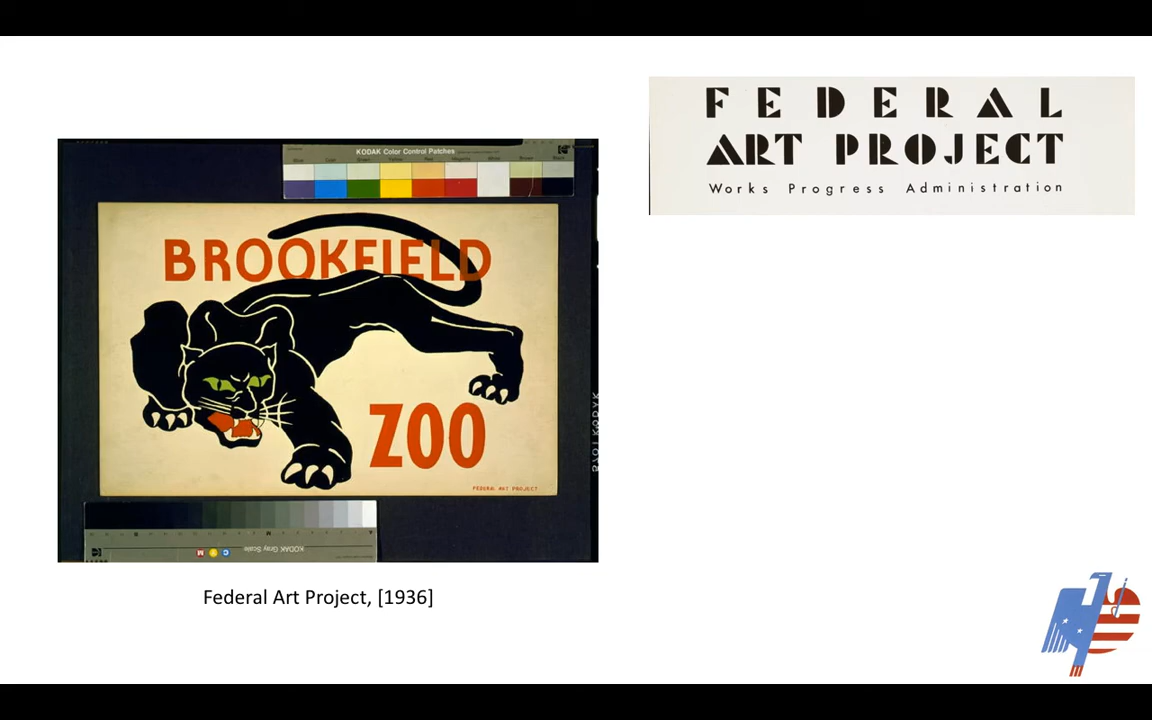 FEDERAL
ART PROJECT
Works Progress Administration
KODAK Color Control Patches
BROOKFIELD
ZOO
FEDERAL ART PROJECT
KODAK Gray Scale
C Y M
Federal Art Project, [1936]